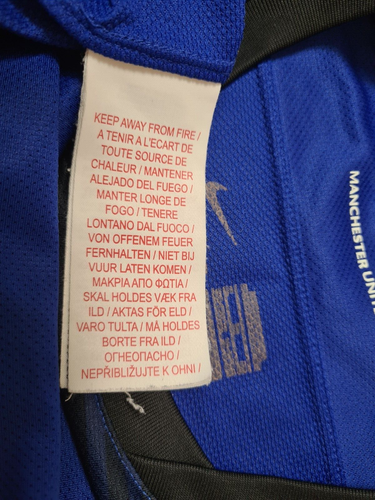 KEEP AWAY FROM FIRE /
A TENIR A L'ECART DE
TOUTE SOURCE DE
CHALEUR / MANTENER
ALEJADO DEL FUEGO /
MANTER LONGE DE
FOGO / TENERE
LONTANO DAL FUOCO /
VON OFFENEM FEUER
FERNHALTEN / NIET BIJ
VUUR LATEN KOMEN /
ΜΑΚΡΙΑ ΑΠΟ ΦΩΤΙΑ /
SKAL HOLDES VÆK FRA
ILD / AKTAS FÖR ELD /
VARO TULTA / MÅ HOLDES
BORTE FRA ILD /
ОГНЕОПАСНО /
NEPŘIBLIŽUJTE K OHNI /
MANCHESTER UNIT